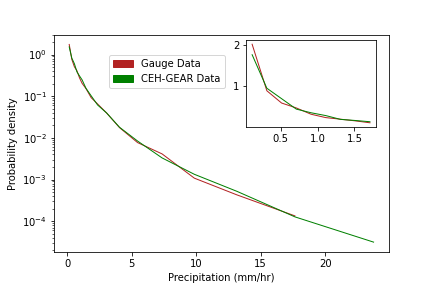 Gauge Data
CEH-GEAR Data
2
1
0.5 1.0 1.5
10⁰
10⁻¹
10⁻²
10⁻³
10⁻⁴
Probability density
0 5 10 15 20
Precipitation (mm/hr)